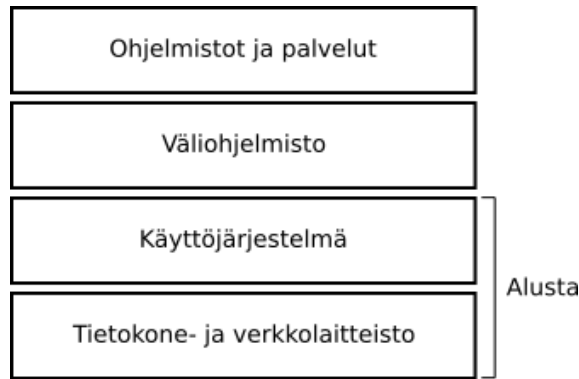 Ohjelmistot ja palvelut
Väliohjelmisto
Käyttöjärjestelmä
Alusta
Tietokone- ja verkkolaitteisto